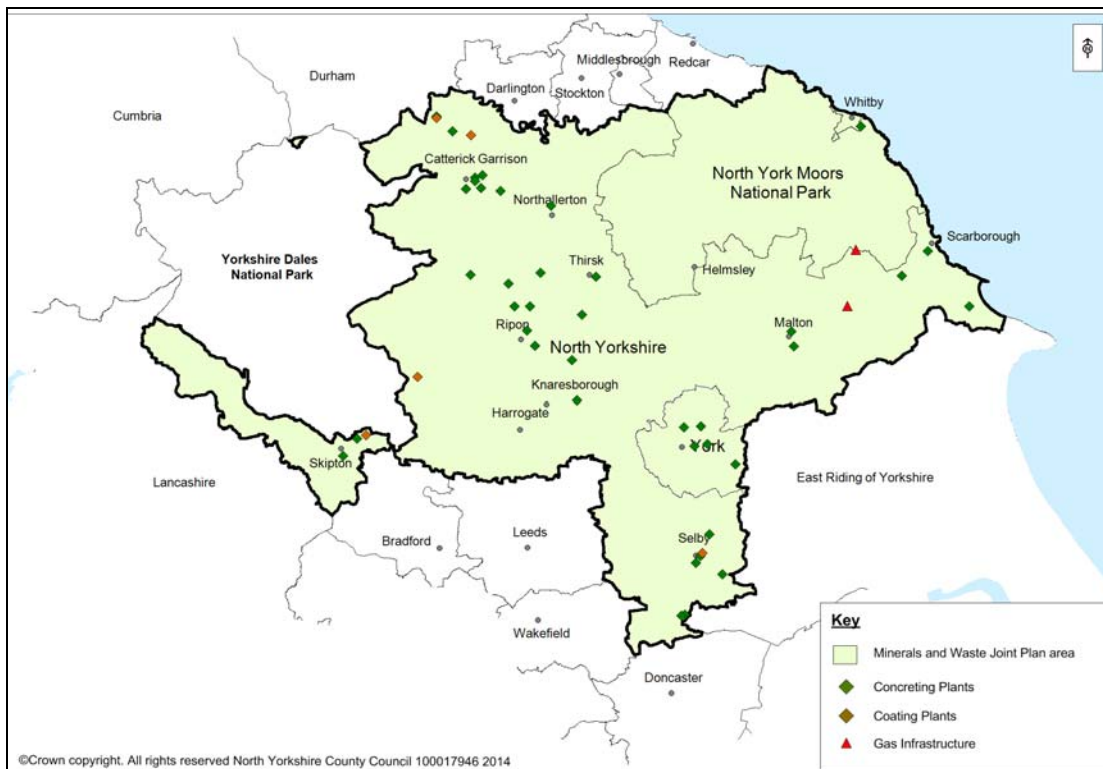 Redcar
Middlesbrough
Durham
Darlington
Stockton
Cumbria
Whitby
Catterick Garrison
North York Moors
National Park
Northallerton
Scarborough
Yorkshire Dales
National Park
Thirsk
Helmsley
Ripon
North Yorkshire
Malton
Knaresborough
Harrogate
York
Skipton
Lancashire
East Riding of Yorkshire
Bradford
Leeds
Selby
Wakefield
Doncaster
Key
Minerals and Waste Joint Plan area
Concreting Plants
Coating Plants
Gas Infrastructure
©Crown copyright. All rights reserved North Yorkshire County Council 100017946 2014
N